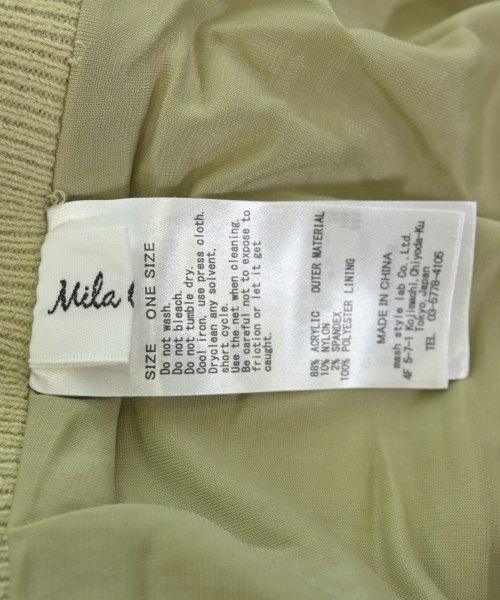 Mila
SIZE ONE SIZE
Do not wash.
Do not bleach.
Do not tumble dry.
Cool iron, use press cloth.
Dryclean any solvent,
short cycle.
Use the net when cleaning.
Be careful not to expose to
friction or let it get
caught.
88% ACRYLIC OUTER MATERIAL
10% NYLON
2% SPANDEX
100% POLYESTER LINING
MADE IN CHINA
mash style lab Co., Ltd.
4F 5-7-1 Kojimachi, Chiyoda-Ku
Tokyo, Japan
TEL 03-5778-4106